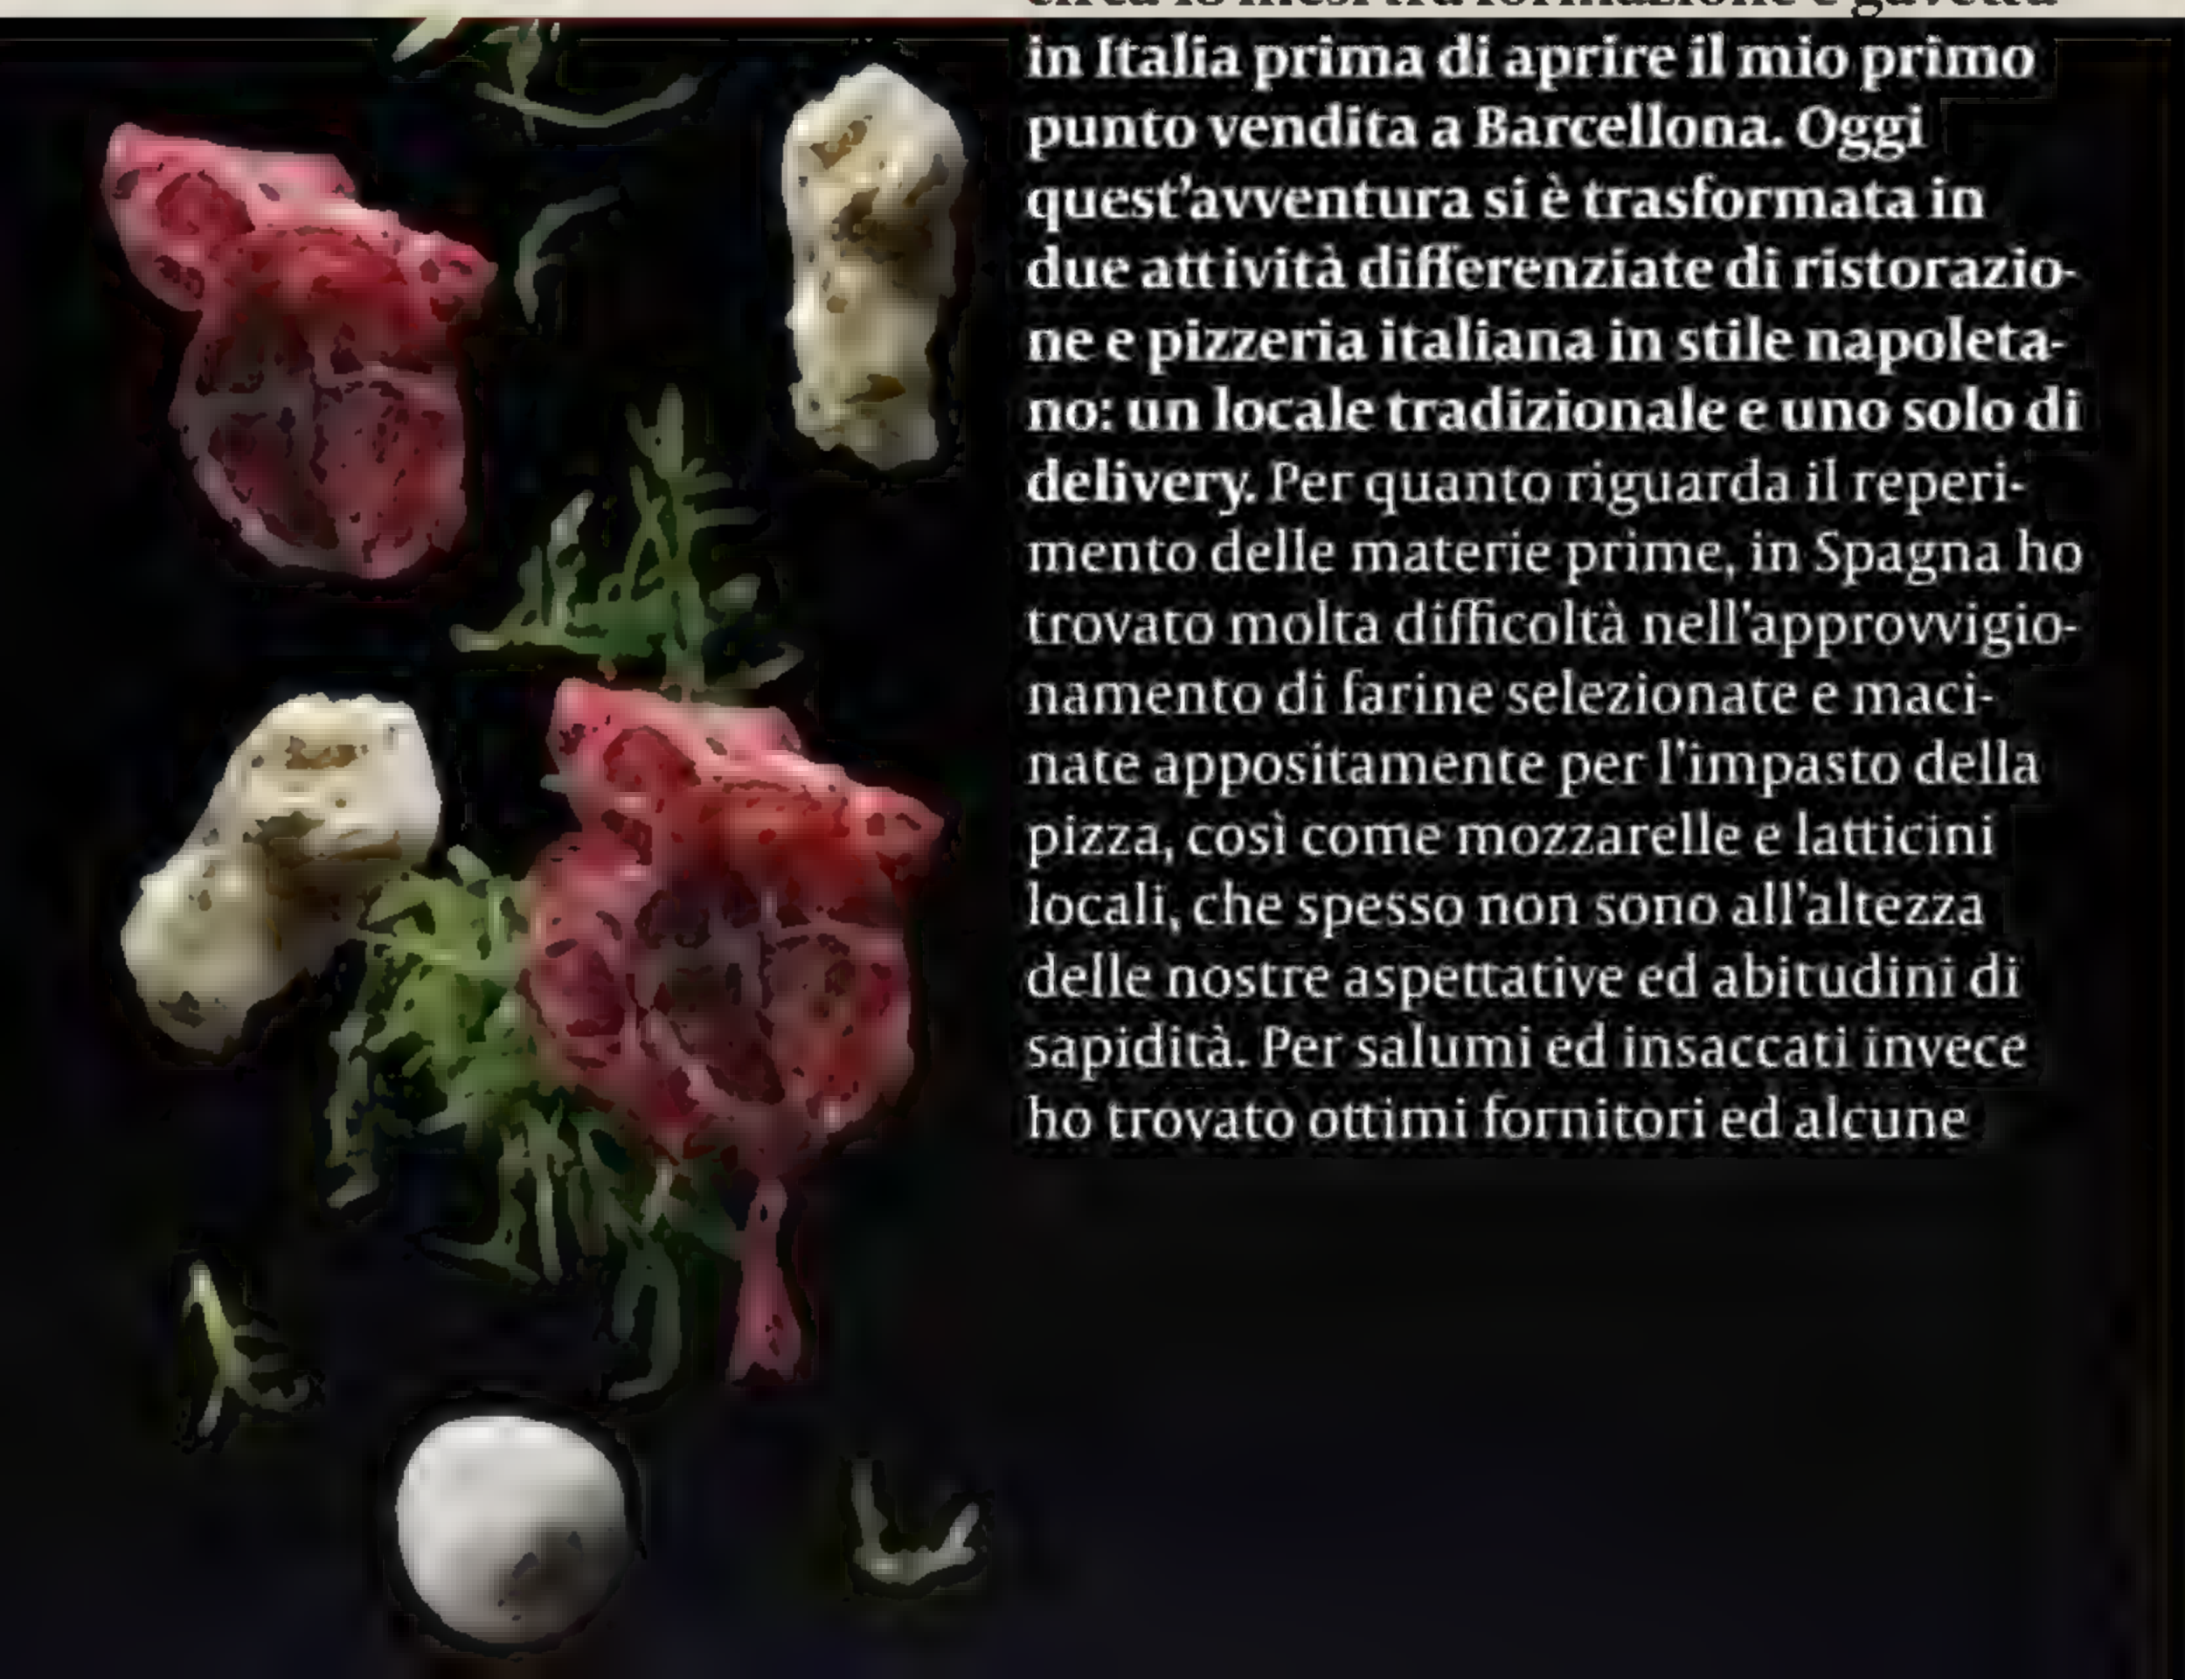 in Italia prima di aprire il mio primo
punto vendita a Barcellona. Oggi
quest'avventura si è trasformata in
due attività differenziate di ristorazio-
ne e pizzeria italiana in stile napoleta-
no: un locale tradizionale e uno solo di
delivery. Per quanto riguarda il reperi-
mento delle materie prime, in Spagna ho
trovato molta difficoltà nell'approvvigio-
namento di farine selezionate e maci-
nate appositamente per l'impasto della
pizza, così come mozzarelle e latticini
locali, che spesso non sono all'altezza
delle nostre aspettative ed abitudini di
sapidità. Per salumi ed insaccati invece
ho trovato ottimi fornitori ed alcune